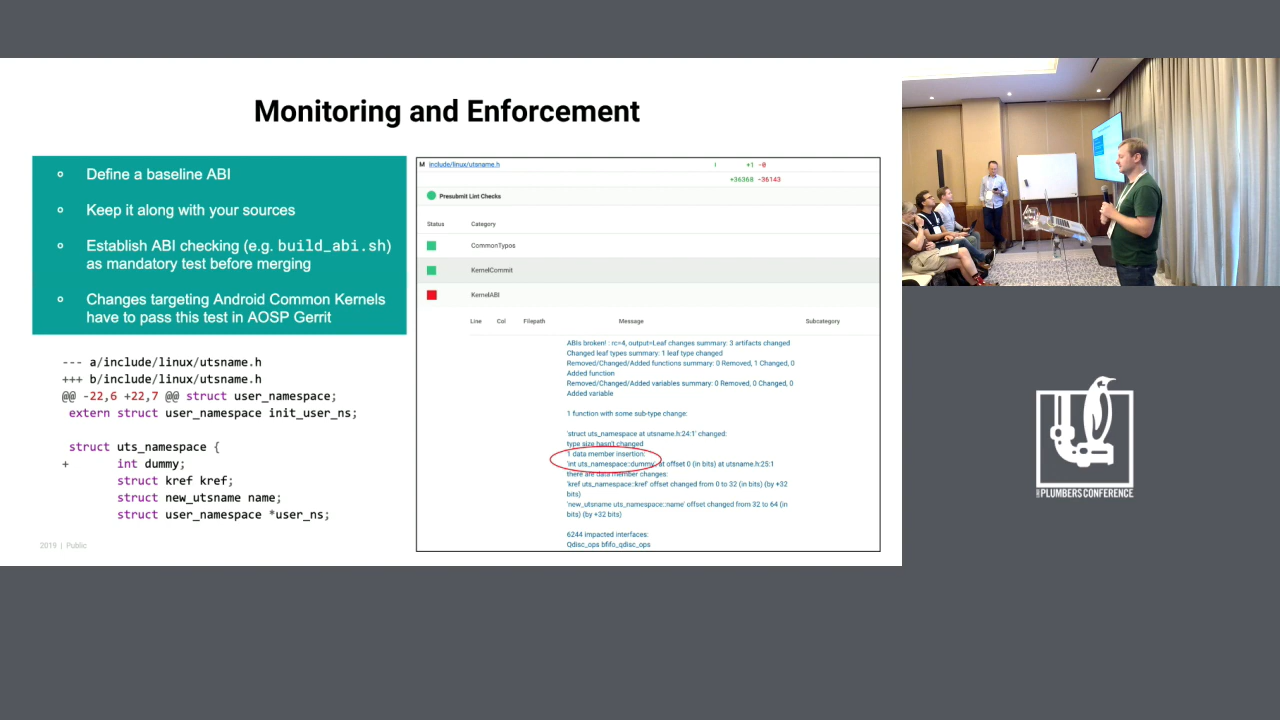 Monitoring and Enforcement
Define a baseline ABI
Keep it along with your sources
Establish ABI checking (e.g. build_abi.sh)
as mandatory test before merging
Changes targeting Android Common Kernels
have to pass this test in AOSP Gerrit
--- a/include/linux/utsname.h
+++ b/include/linux/utsname.h
@@ -22,6 +22,7 @@ struct user_namespace;
extern struct user_namespace init_user_ns;
struct uts_namespace {
+ int dummy;
struct kref kref;
struct new_utsname name;
struct user_namespace *user_ns;
2019 | Public
M include/linux/utsname.h +1 -0
+36368 -36143
Presubmit Lint Checks
Status Category
CommonTypos
KernelCommit
KernelABI
Line Col Filepath Message Subcategory
ABIs broken! : rc=4, output=Leaf changes summary: 3 artifacts changed
Changed leaf types summary: 1 leaf type changed
Removed/Changed/Added functions summary: 0 Removed, 1 Changed, 0
Added function
Removed/Changed/Added variables summary: 0 Removed, 0 Changed, 0
Added variable
1 function with some sub-type change:
'struct uts_namespace at utsname.h:24:1' changed:
type size hasn't changed
1 data member insertion:
'int uts_namespace::dummy', at offset 0 (in bits) at utsname.h:25:1
there are data member changes:
'kref uts_namespace::kref' offset changed from 0 to 32 (in bits) (by +32
bits)
'new_utsname uts_namespace::name' offset changed from 32 to 64 (in
bits) (by +32 bits)
6244 impacted interfaces:
Qdisc_ops bfifo_qdisc_ops
PLUMBERS CONFERENCE